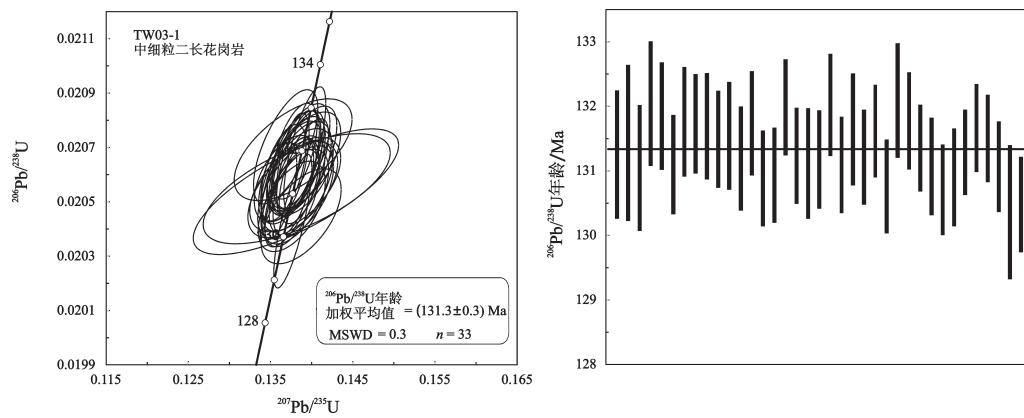 0.0211
0.0209
0.0207
0.0205
0.0203
0.0201
0.0199
²⁰⁶Pb/²³⁸U
TW03-1
中细粒二长花岗岩
134
130
128
²⁰⁶Pb/²³⁸U年龄
加权平均值 = (131.3±0.3) Ma
MSWD = 0.3 n = 33
0.115 0.125 0.135 0.145 0.155 0.165
²⁰⁷Pb/²³⁵U
133
132
131
130
129
128
²⁰⁶Pb/²³⁸U年龄/Ma